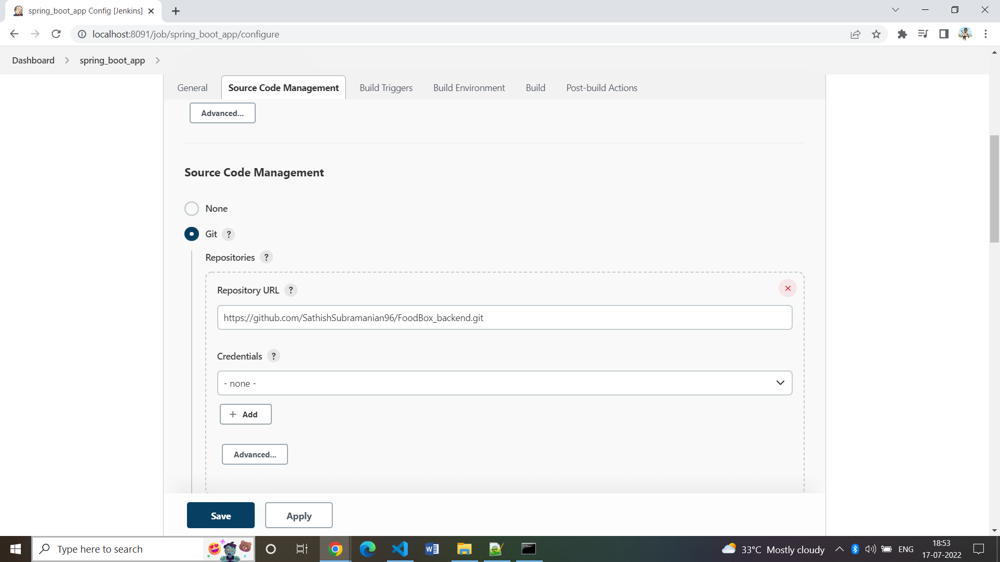 spring_boot_app Config [Jenkins]
localhost:8091/job/spring_boot_app/configure
Dashboard
spring_boot_app
General
Source Code Management
Build Triggers
Build Environment
Build
Post-build Actions
Advanced...
Source Code Management
None
Git ?
Repositories ?
Repository URL ?
https://github.com/SathishSubramanian96/FoodBox_backend.git
Credentials ?
- none -
+ Add
Advanced...
Save
Apply
Type here to search
33°C Mostly cloudy
ENG
18:53
17-07-2022